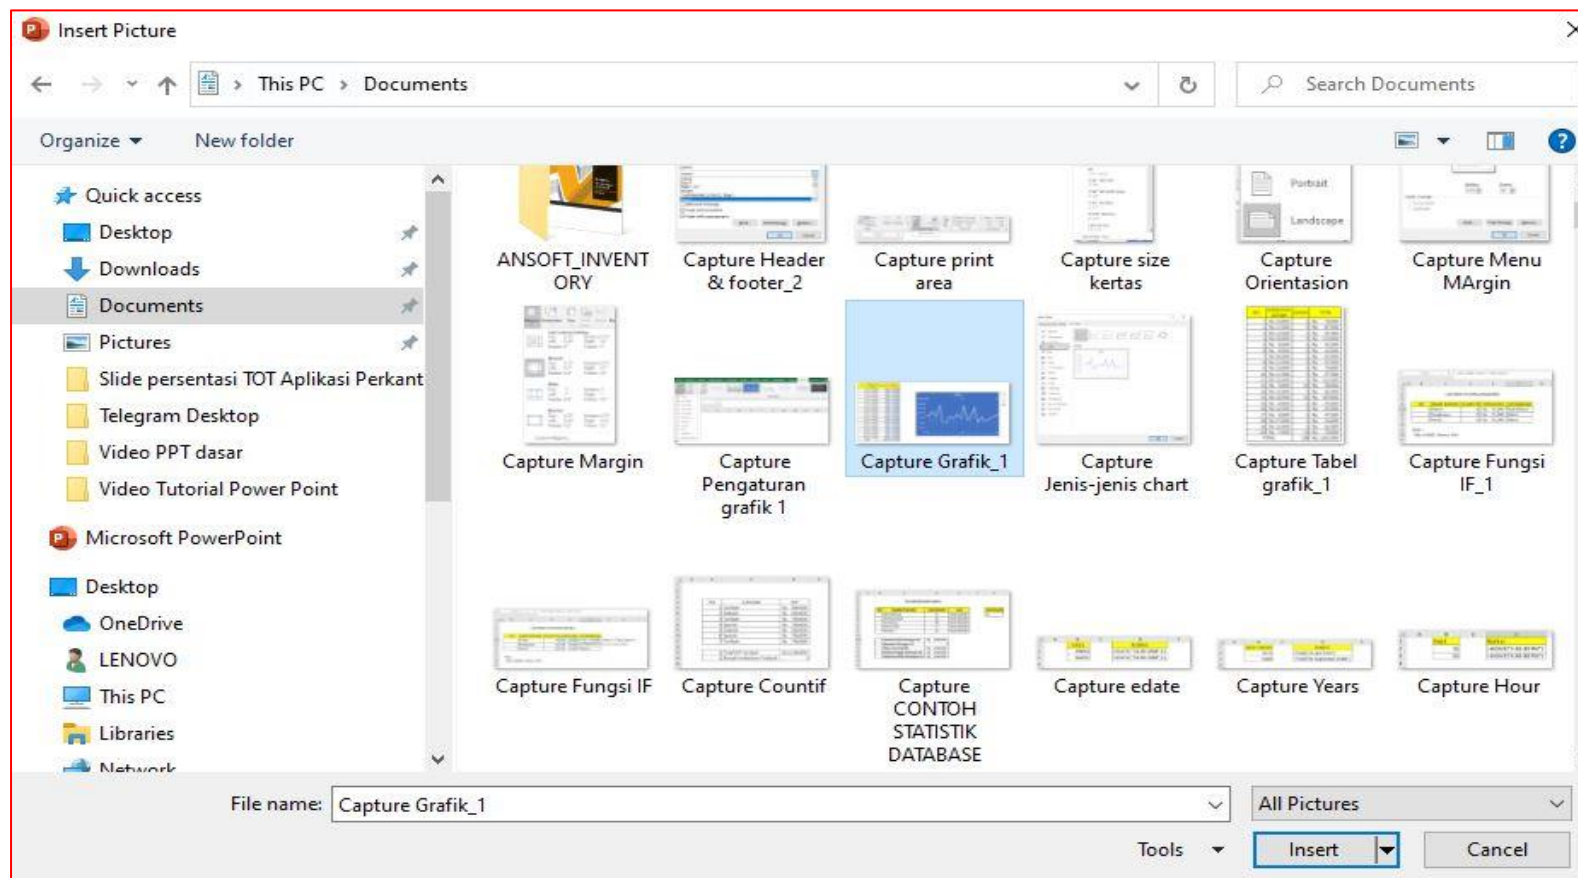 Insert Picture
This PC > Documents
Search Documents
Organize
New folder
Quick access
Desktop
Downloads
Documents
Pictures
Slide persentasi TOT Aplikasi Perkant
Telegram Desktop
Video PPT dasar
Video Tutorial Power Point
Microsoft PowerPoint
Desktop
OneDrive
LENOVO
This PC
Libraries
Network
Portrait
Landscape
ANSOFT_INVENT
ORY
Capture Header
& footer_2
Capture print
area
Capture size
kertas
Capture
Orientasion
Capture Menu
MArgin
Capture Margin
Capture
Pengaturan
grafik 1
Capture Grafik_1
Capture
Jenis-jenis chart
Capture Tabel
grafik_1
Capture Fungsi
IF_1
Capture Fungsi IF
Capture Countif
Capture
CONTOH
STATISTIK
DATABASE
Capture edate
Capture Years
Capture Hour
File name:
Capture Grafik_1
All Pictures
Tools
Insert
Cancel